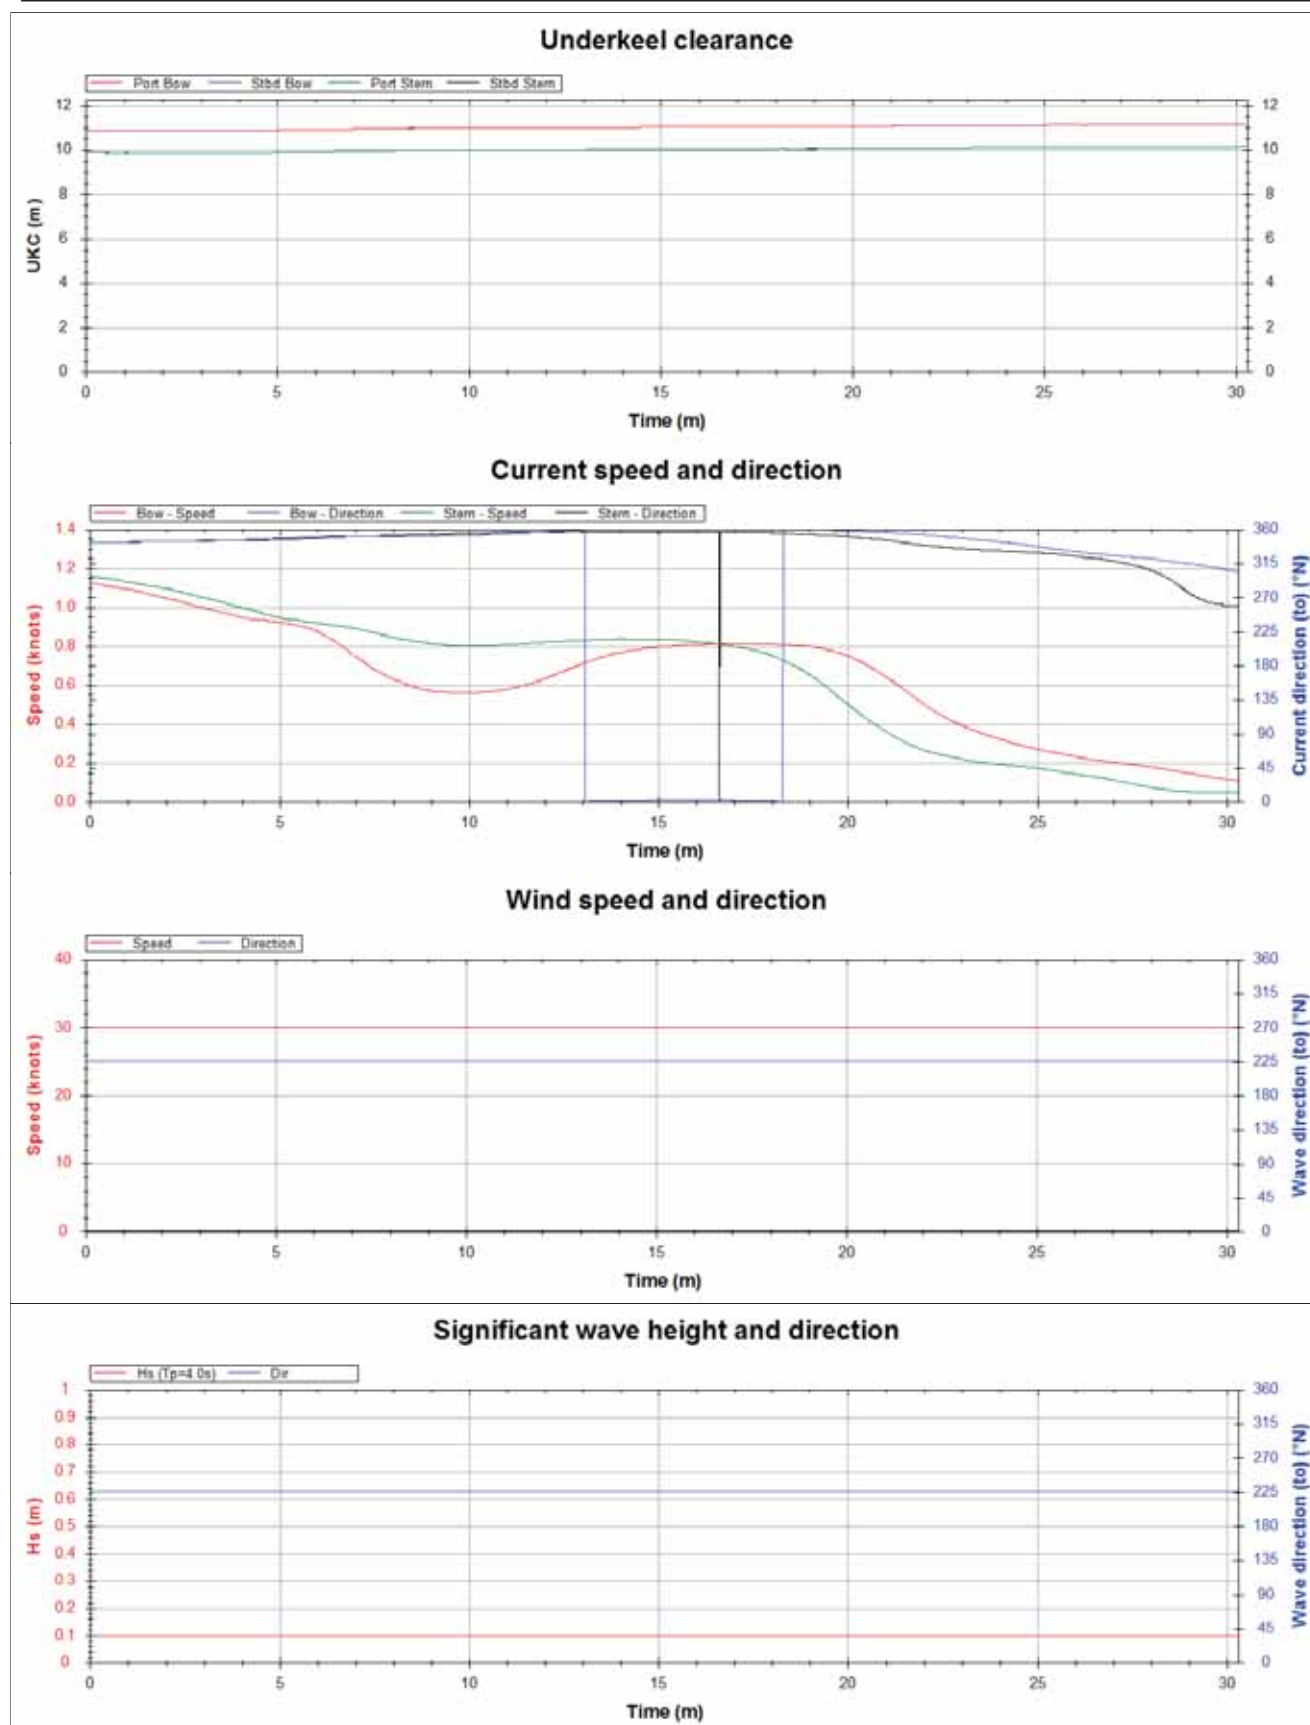 Underkeel clearance
Port Bow Stbd Bow Port Stern Stbd Stern
12 12
10 10
8 8
6 6
4 4
2 2
0 0
UKC (m)
0 5 10 15 20 25 30
Time (m)
Current speed and direction
Bow - Speed Bow - Direction Stern - Speed Stern - Direction
1.4 360
1.2 315
1.0 270
0.8 225
0.6 180
0.4 135
0.2 90
0.0 45
0
Speed (knots)
Current direction (to) (°N)
0 5 10 15 20 25 30
Time (m)
Wind speed and direction
Speed Direction
40 360
315
30 270
225
20 180
135
10 90
45
0 0
Speed (knots)
Wave direction (to) (°N)
0 5 10 15 20 25 30
Time (m)
Significant wave height and direction
Hs (Tp=4.0s) Dir
1 360
0.9 315
0.8 270
0.7 225
0.6 180
0.5 135
0.4 90
0.3 45
0.2 0
0.1
0
Hs (m)
Wave direction (to) (°N)
0 5 10 15 20 25 30
Time (m)